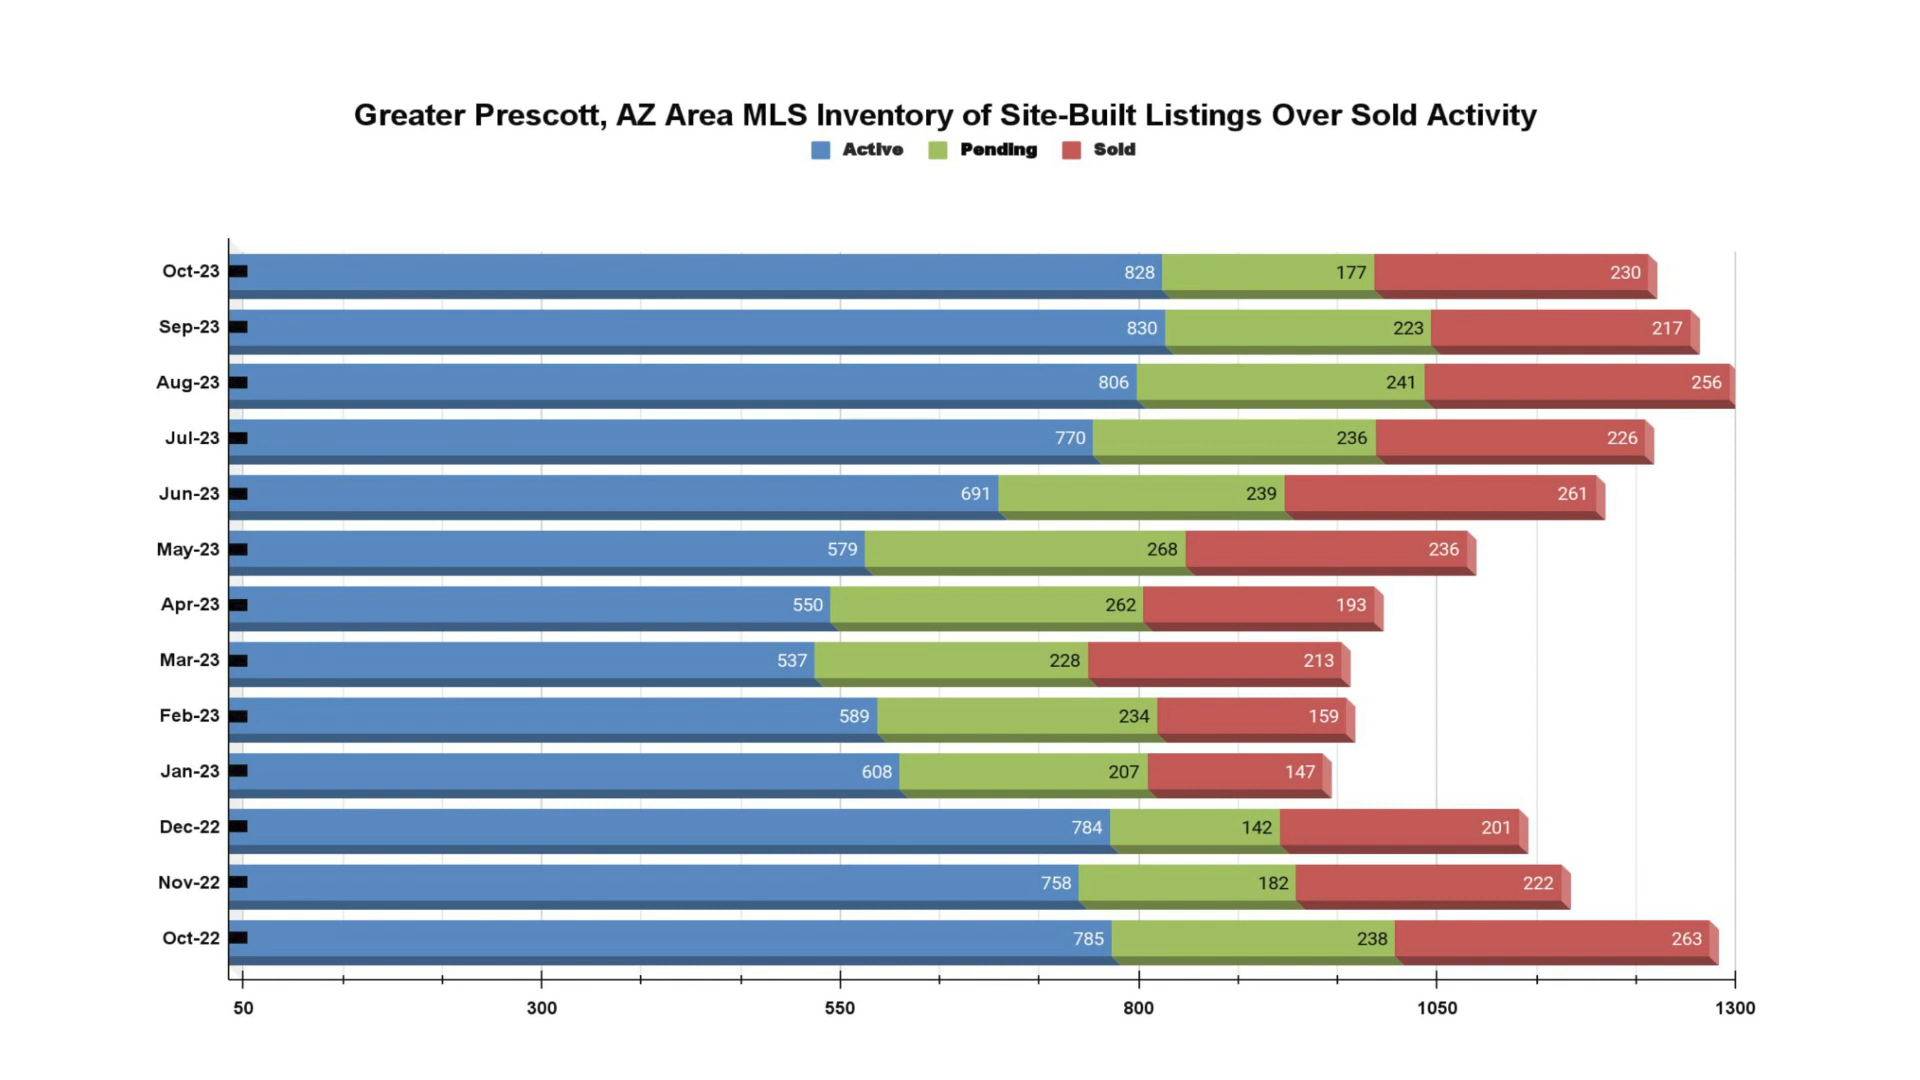 Greater Prescott, AZ Area MLS Inventory of Site-Built Listings Over Sold Activity
Active Pending Sold
Oct-23 828 177 230
Sep-23 830 223 217
Aug-23 806 241 256
Jul-23 770 236 226
Jun-23 691 239 261
May-23 579 268 236
Apr-23 550 262 193
Mar-23 537 228 213
Feb-23 589 234 159
Jan-23 608 207 147
Dec-22 784 142 201
Nov-22 758 182 222
Oct-22 785 238 263
50 300 550 800 1050 1300